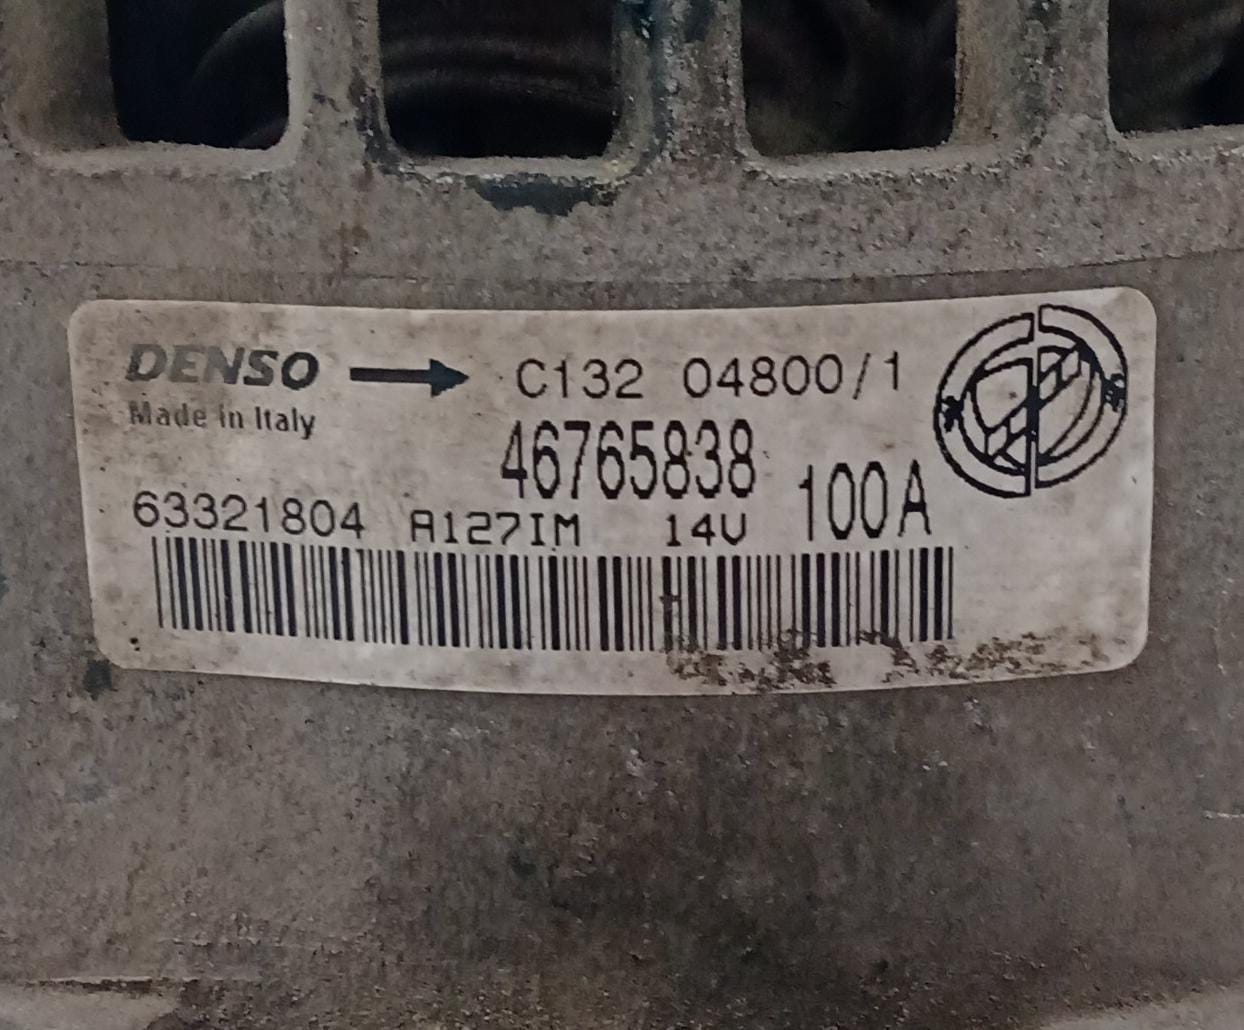 DENSO → C132 04800/1
Made in Italy
46765838
63321804 A127IM 14V 100A